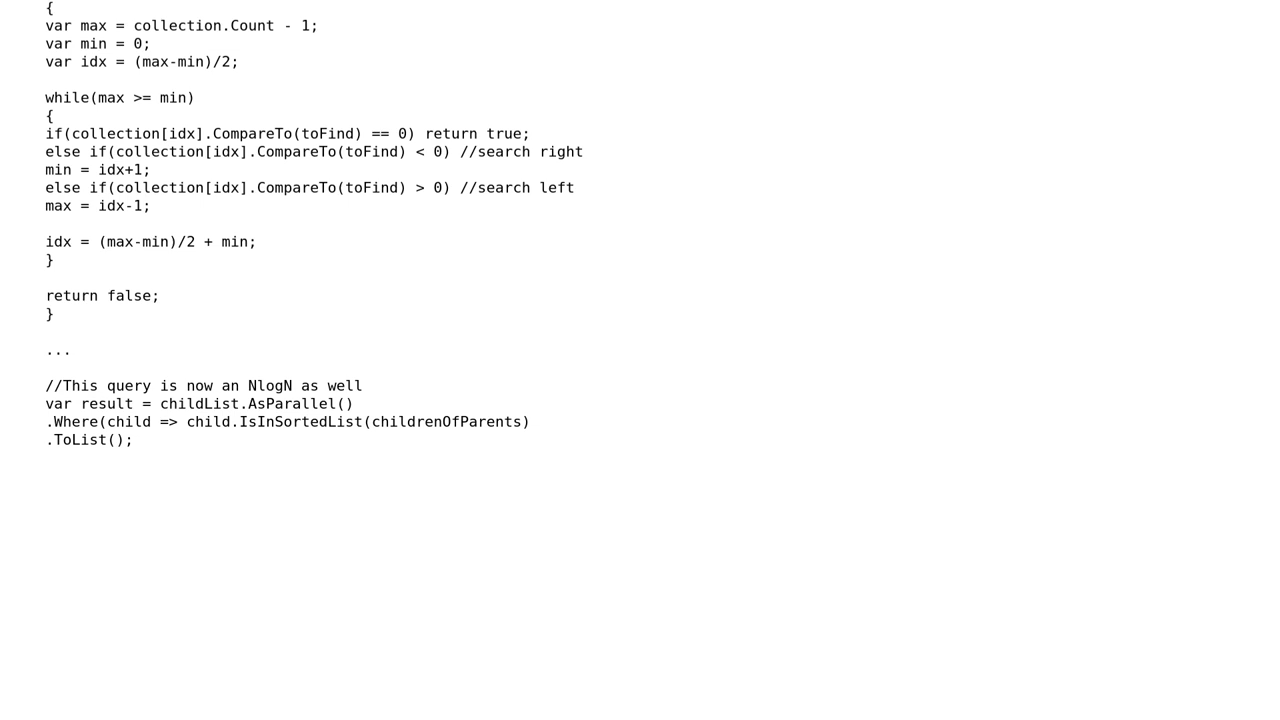 {
var max = collection.Count - 1;
var min = 0;
var idx = (max-min)/2;
while(max >= min)
{
if(collection[idx].CompareTo(toFind) == 0) return true;
else if(collection[idx].CompareTo(toFind) < 0) //search right
min = idx+1;
else if(collection[idx].CompareTo(toFind) > 0) //search left
max = idx-1;
idx = (max-min)/2 + min;
}
return false;
}
...
//This query is now an NlogN as well
var result = childList.AsParallel()
.Where(child => child.IsInSortedList(childrenOfParents)
.ToList();